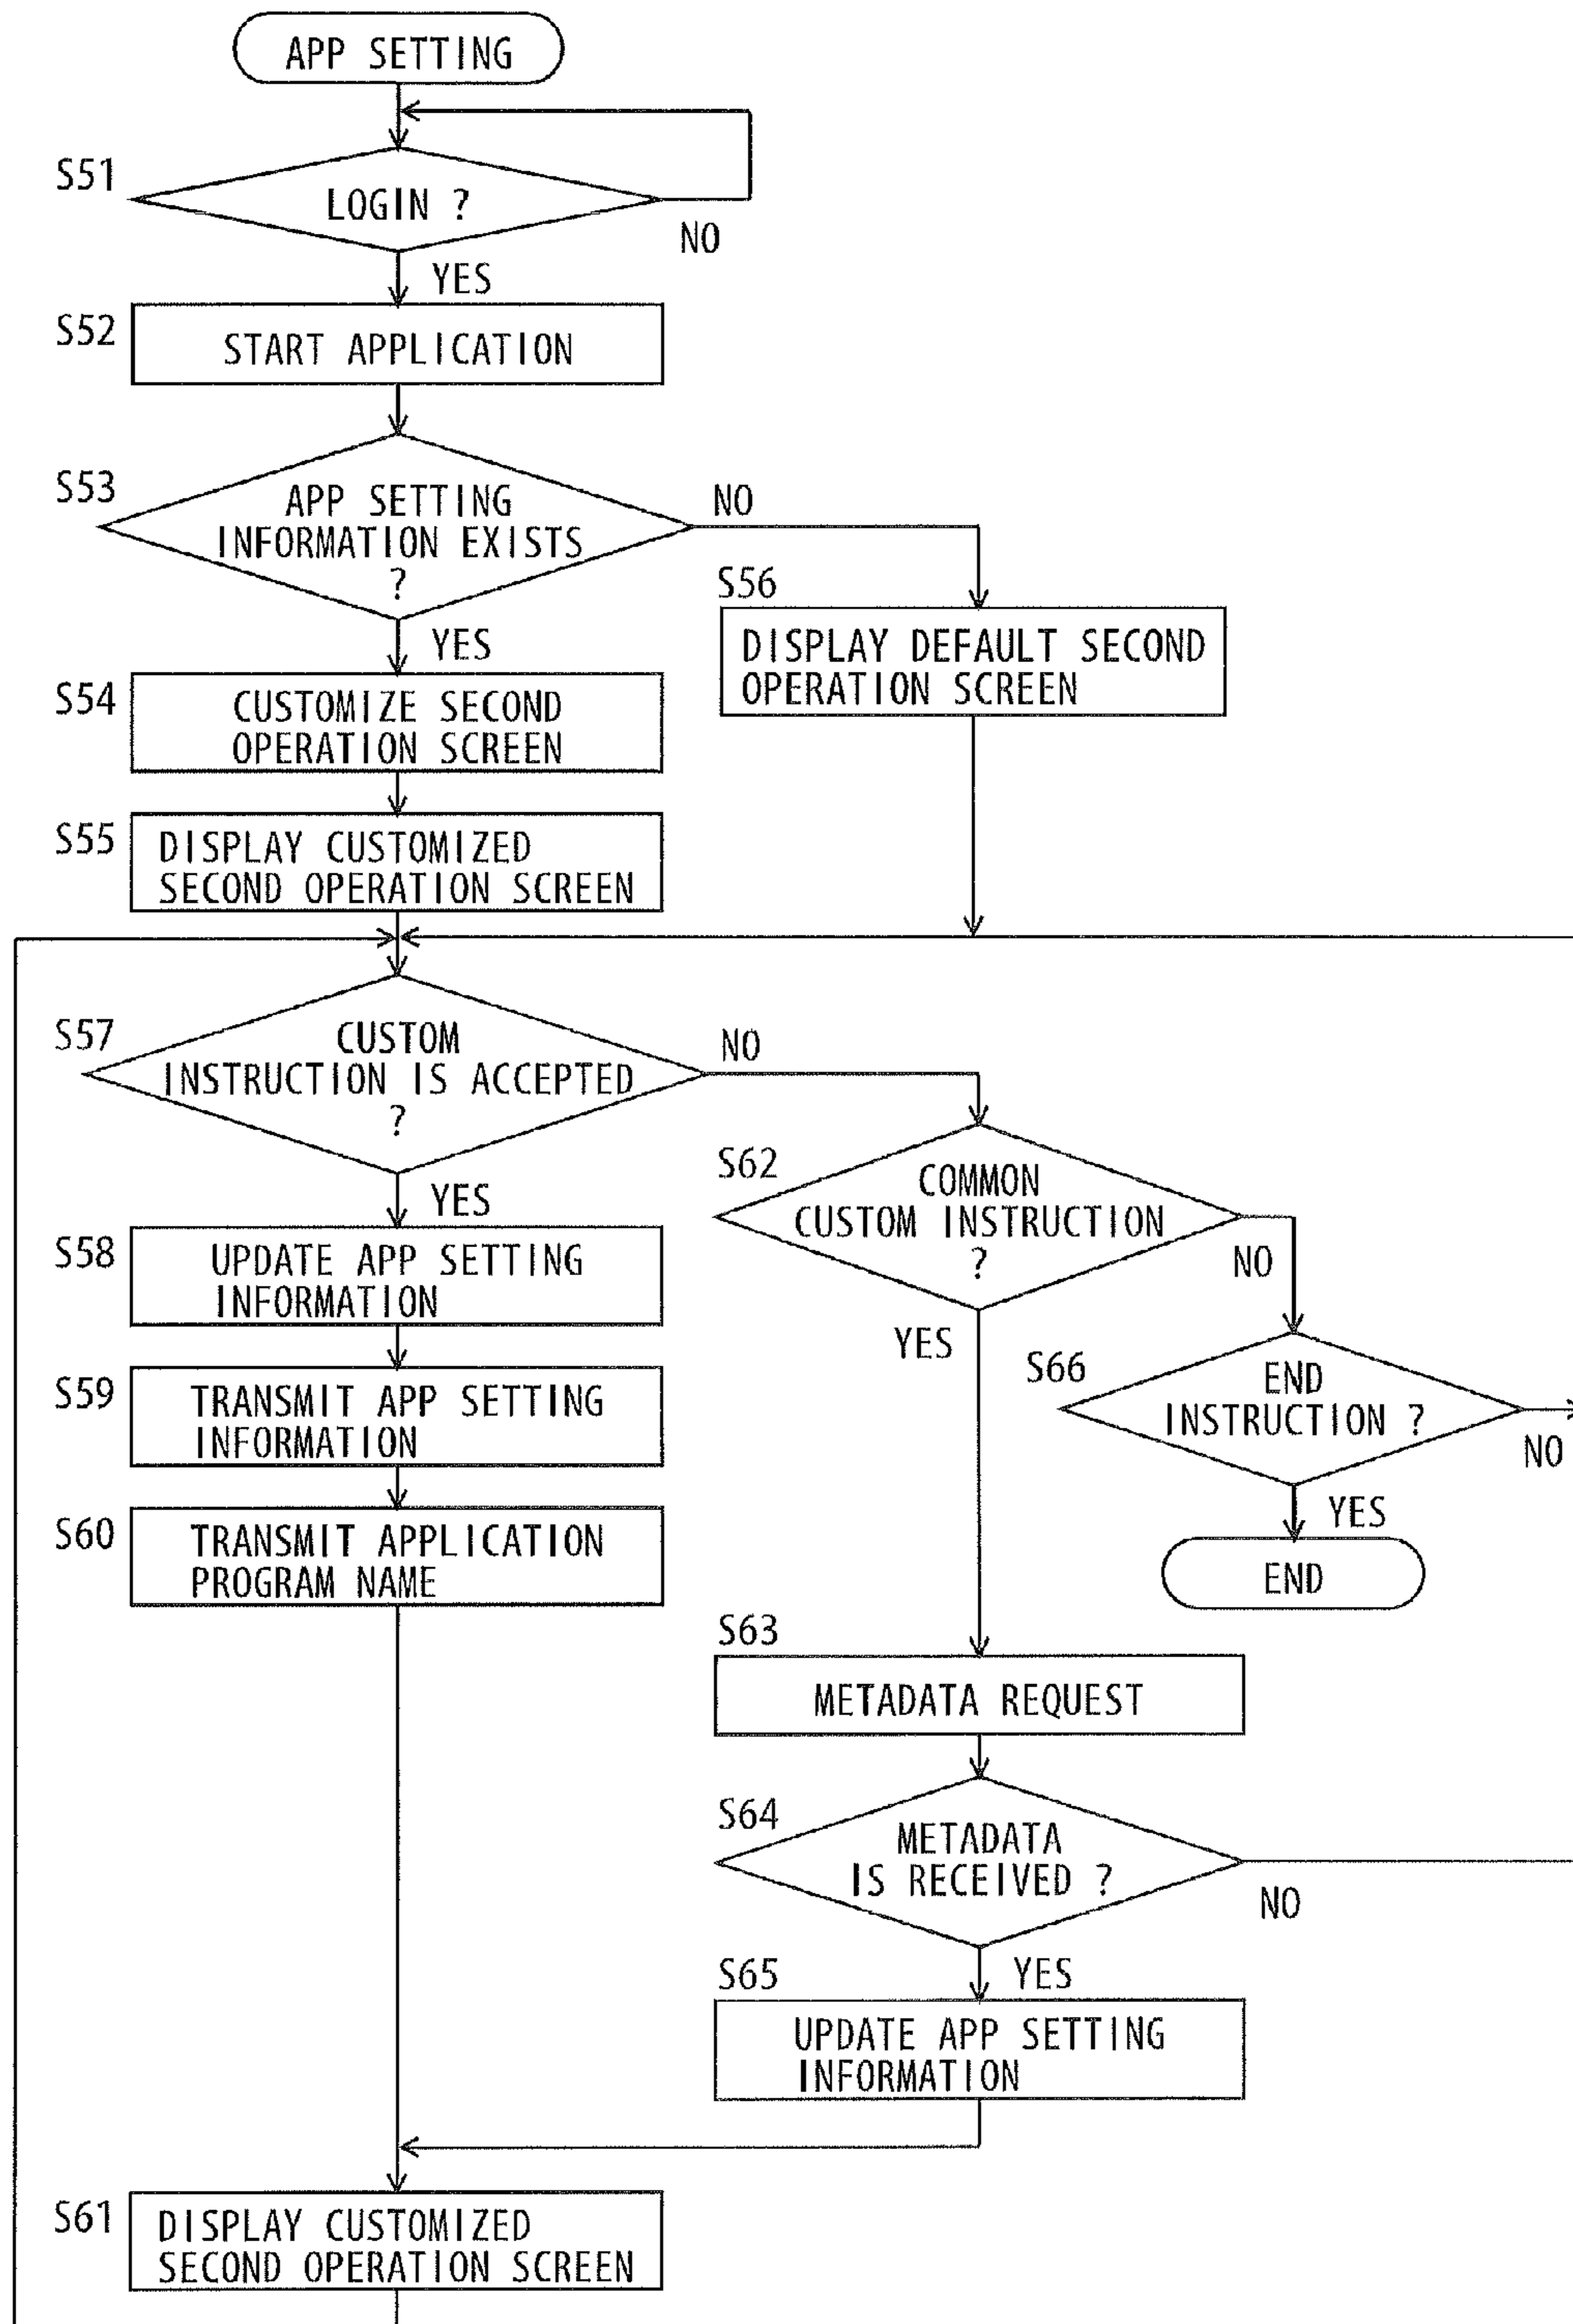 APP SETTING
S51
LOGIN ?
NO
YES
S52
START APPLICATION
S53
APP SETTING
INFORMATION EXISTS
?
NO
YES
S56
DISPLAY DEFAULT SECOND
OPERATION SCREEN
S54
CUSTOMIZE SECOND
OPERATION SCREEN
S55
DISPLAY CUSTOMIZED
SECOND OPERATION SCREEN
S57
CUSTOM
INSTRUCTION IS ACCEPTED
?
NO
YES
S62
COMMON
CUSTOM INSTRUCTION
?
NO
YES
S58
UPDATE APP SETTING
INFORMATION
S59
TRANSMIT APP SETTING
INFORMATION
S60
TRANSMIT APPLICATION
PROGRAM NAME
S66
END
INSTRUCTION ?
NO
YES
END
S63
METADATA REQUEST
S64
METADATA
IS RECEIVED ?
NO
YES
S65
UPDATE APP SETTING
INFORMATION
S61
DISPLAY CUSTOMIZED
SECOND OPERATION SCREEN